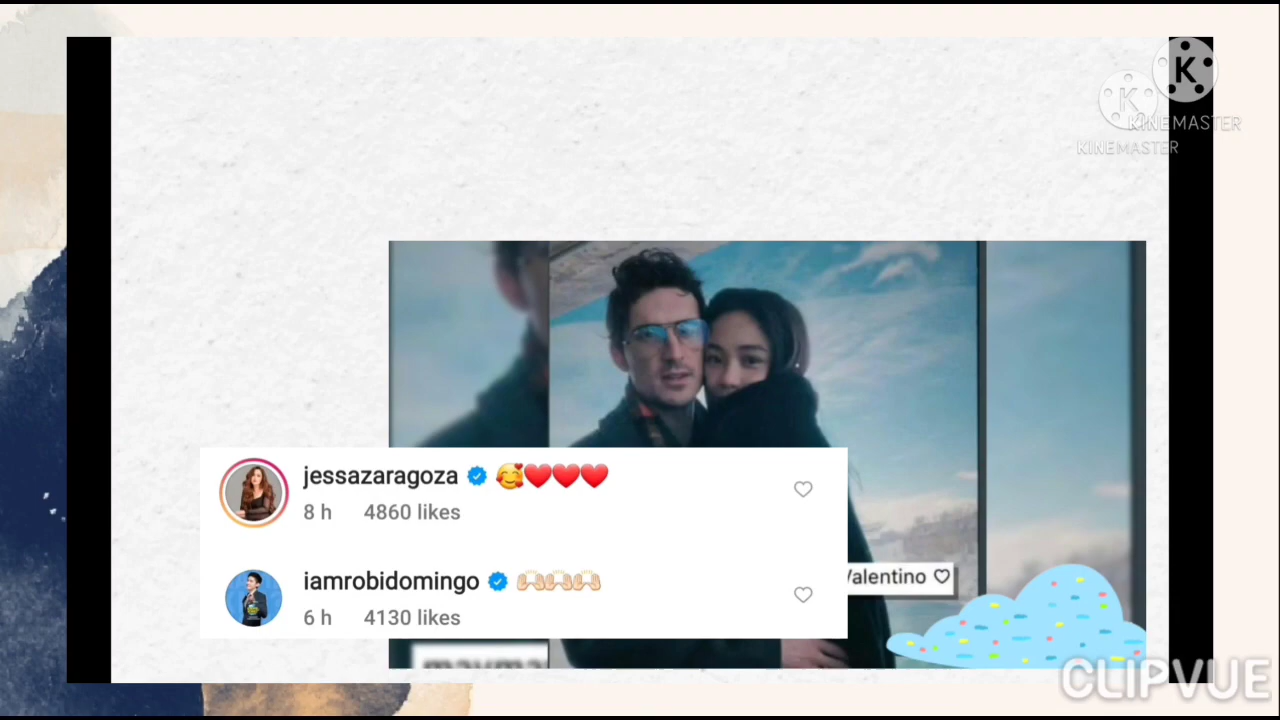 K
K
KINEMASTER
KINEMASTER
jessazaragoza 🥰❤️❤️❤️
8 h 4860 likes
iamrobidomingo 🙌🏻🙌🏻🙌🏻
6 h 4130 likes
Valentino ♡
CLIPVUE